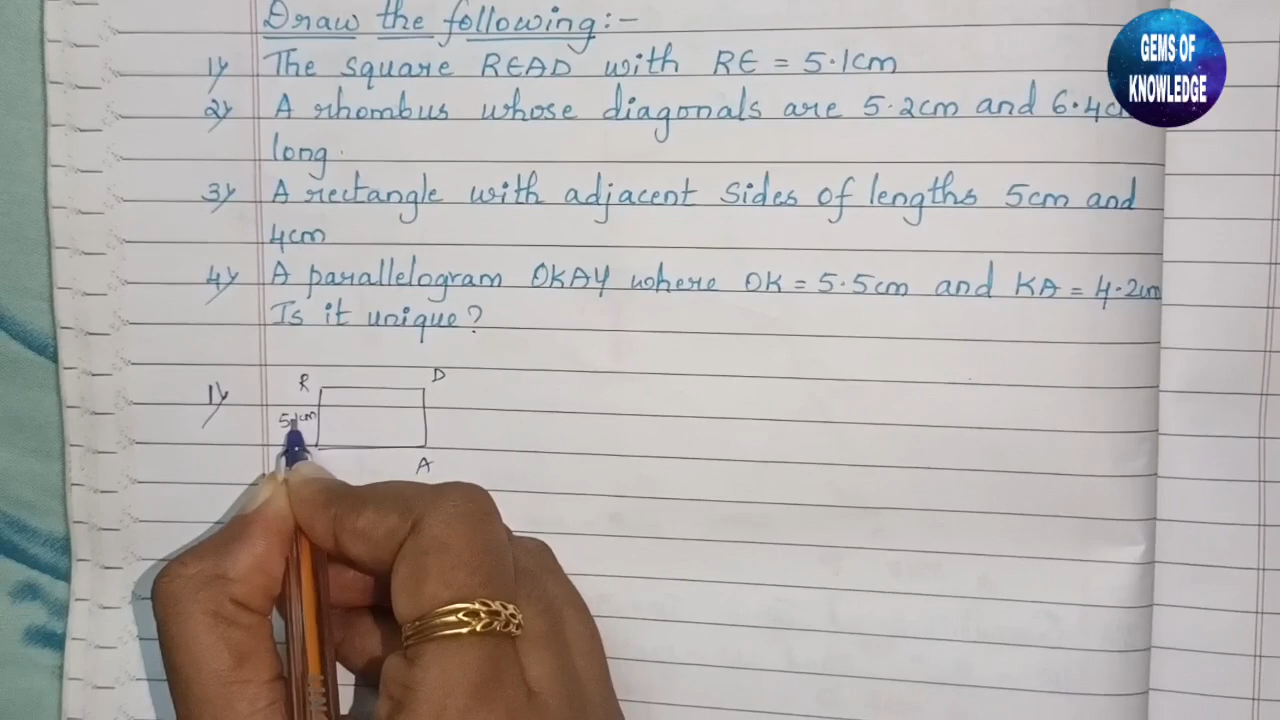 Draw the following:-
1) The square READ with RE = 5.1cm
2) A rhombus whose diagonals are 5.2cm and 6.4
long.
3) A rectangle with adjacent sides of lengths 5cm and
4cm
4) A parallelogram OKAY where OK = 5.5cm and KA = 4.2cm
Is it unique?
1)
R D
5.1cm
A
GEMS OF
KNOWLEDGE